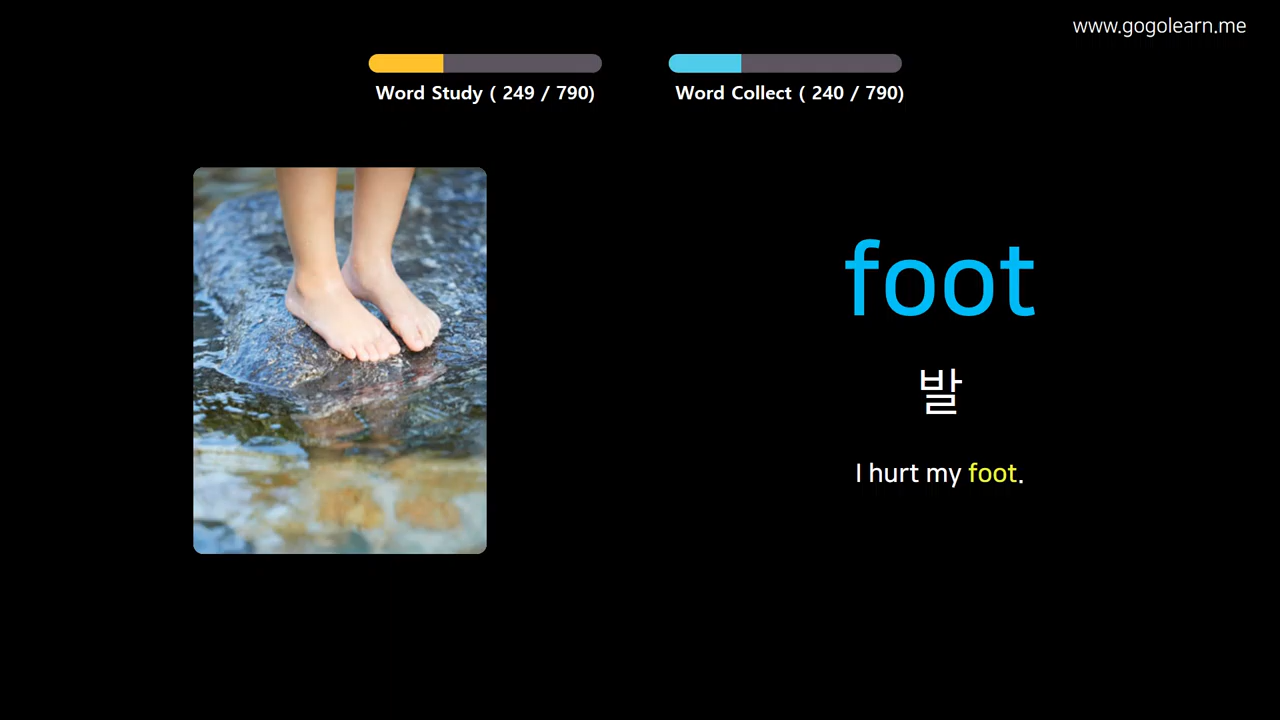 www.gogolearn.me
Word Study ( 249 / 790)
Word Collect ( 240 / 790)
foot
발
I hurt my foot.